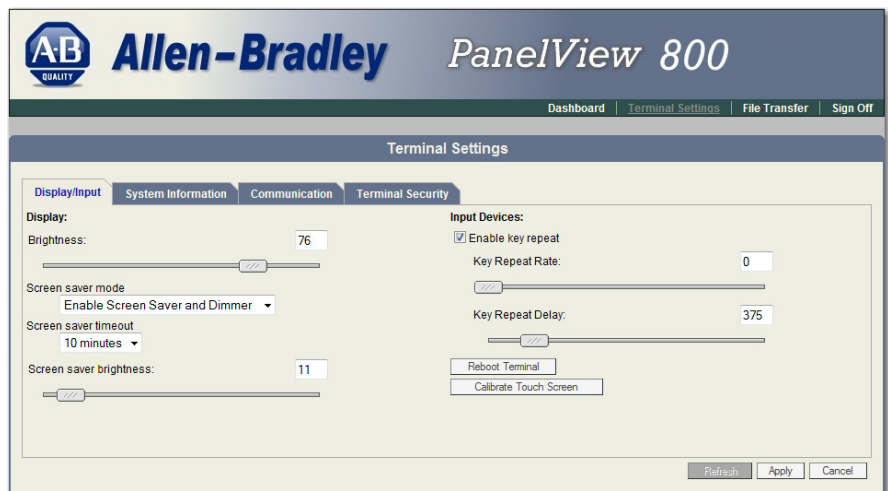 A·B
QUALITY
Allen-Bradley
PanelView 800
Dashboard Terminal Settings File Transfer Sign Off
Terminal Settings
Display/Input System Information Communication Terminal Security
Display:
Brightness: 76
Screen saver mode
Enable Screen Saver and Dimmer
Screen saver timeout
10 minutes
Screen saver brightness: 11
Input Devices:
Enable key repeat
Key Repeat Rate: 0
Key Repeat Delay: 375
Reboot Terminal
Calibrate Touch Screen
Refresh Apply Cancel